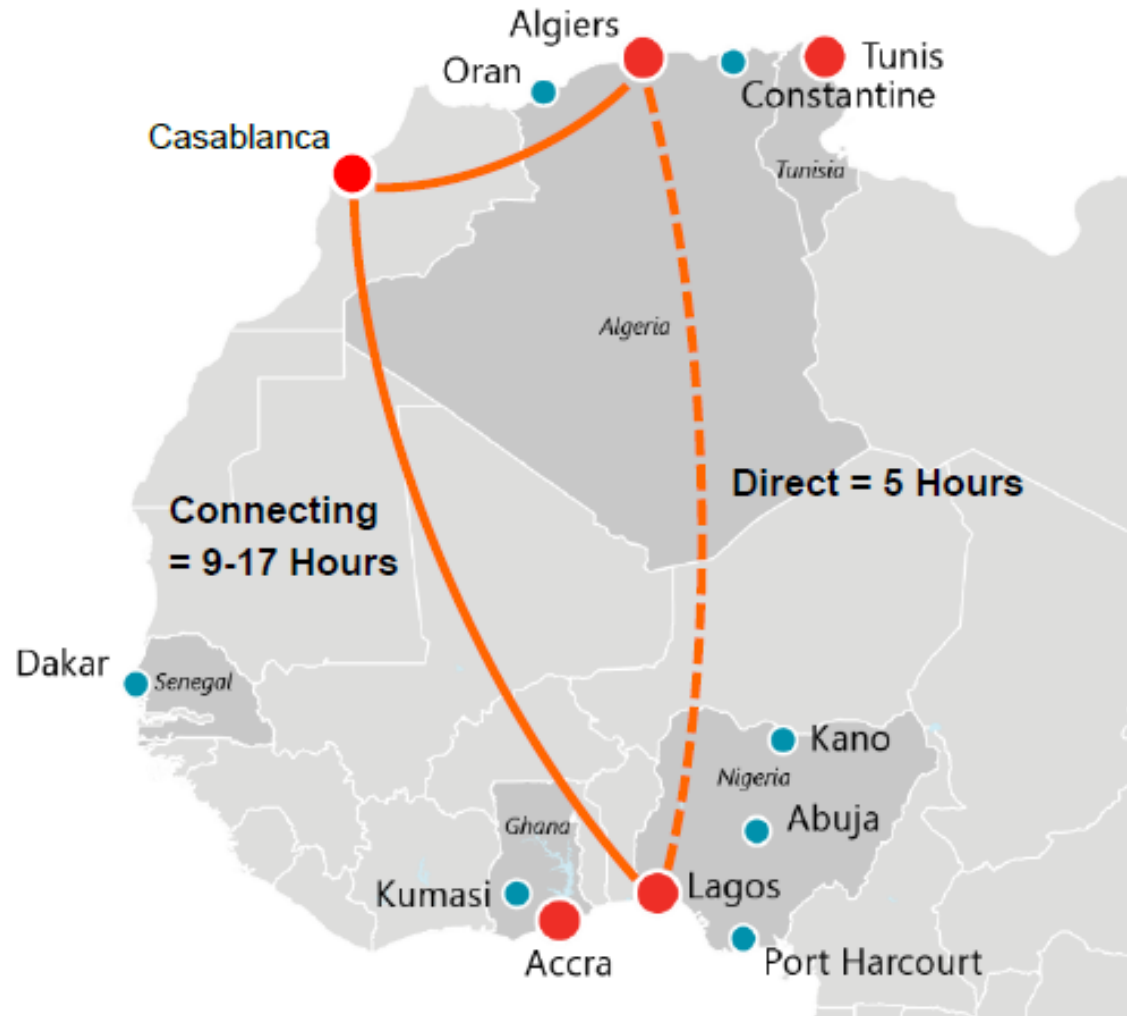 Algiers
Tunis
Oran
Constantine
Casablanca
Tunisia
Algeria
Direct = 5 Hours
Connecting
= 9-17 Hours
Dakar
Senegal
Kano
Nigeria
Abuja
Ghana
Kumasi
Lagos
Accra
Port Harcourt